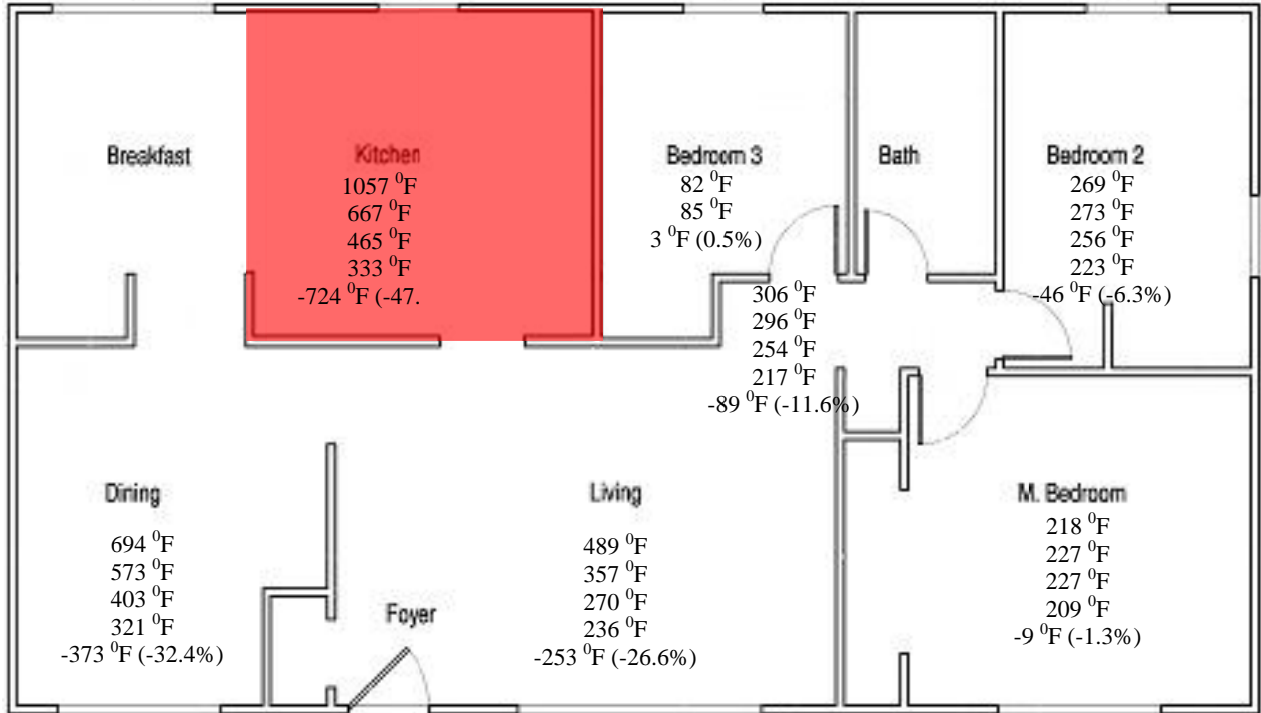 Breakfast
Kitchen
1057 ⁰F
667 ⁰F
465 ⁰F
333 ⁰F
-724 ⁰F (-47.
Bedroom 3
82 ⁰F
85 ⁰F
3 ⁰F (0.5%)
Bath
Bedroom 2
269 ⁰F
273 ⁰F
256 ⁰F
223 ⁰F
-46 ⁰F (-6.3%)
306 ⁰F
296 ⁰F
254 ⁰F
217 ⁰F
-89 ⁰F (-11.6%)
Dining
694 ⁰F
573 ⁰F
403 ⁰F
321 ⁰F
-373 ⁰F (-32.4%)
Foyer
Living
489 ⁰F
357 ⁰F
270 ⁰F
236 ⁰F
-253 ⁰F (-26.6%)
M. Bedroom
218 ⁰F
227 ⁰F
227 ⁰F
209 ⁰F
-9 ⁰F (-1.3%)